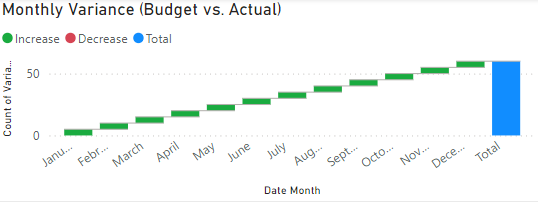 Monthly Variance (Budget vs. Actual)
Increase Decrease Total
Count of Varia...
50
0
Janu... Febr... March April May June July Aug... Sept... Octo... Nov... Dece... Total
Date Month